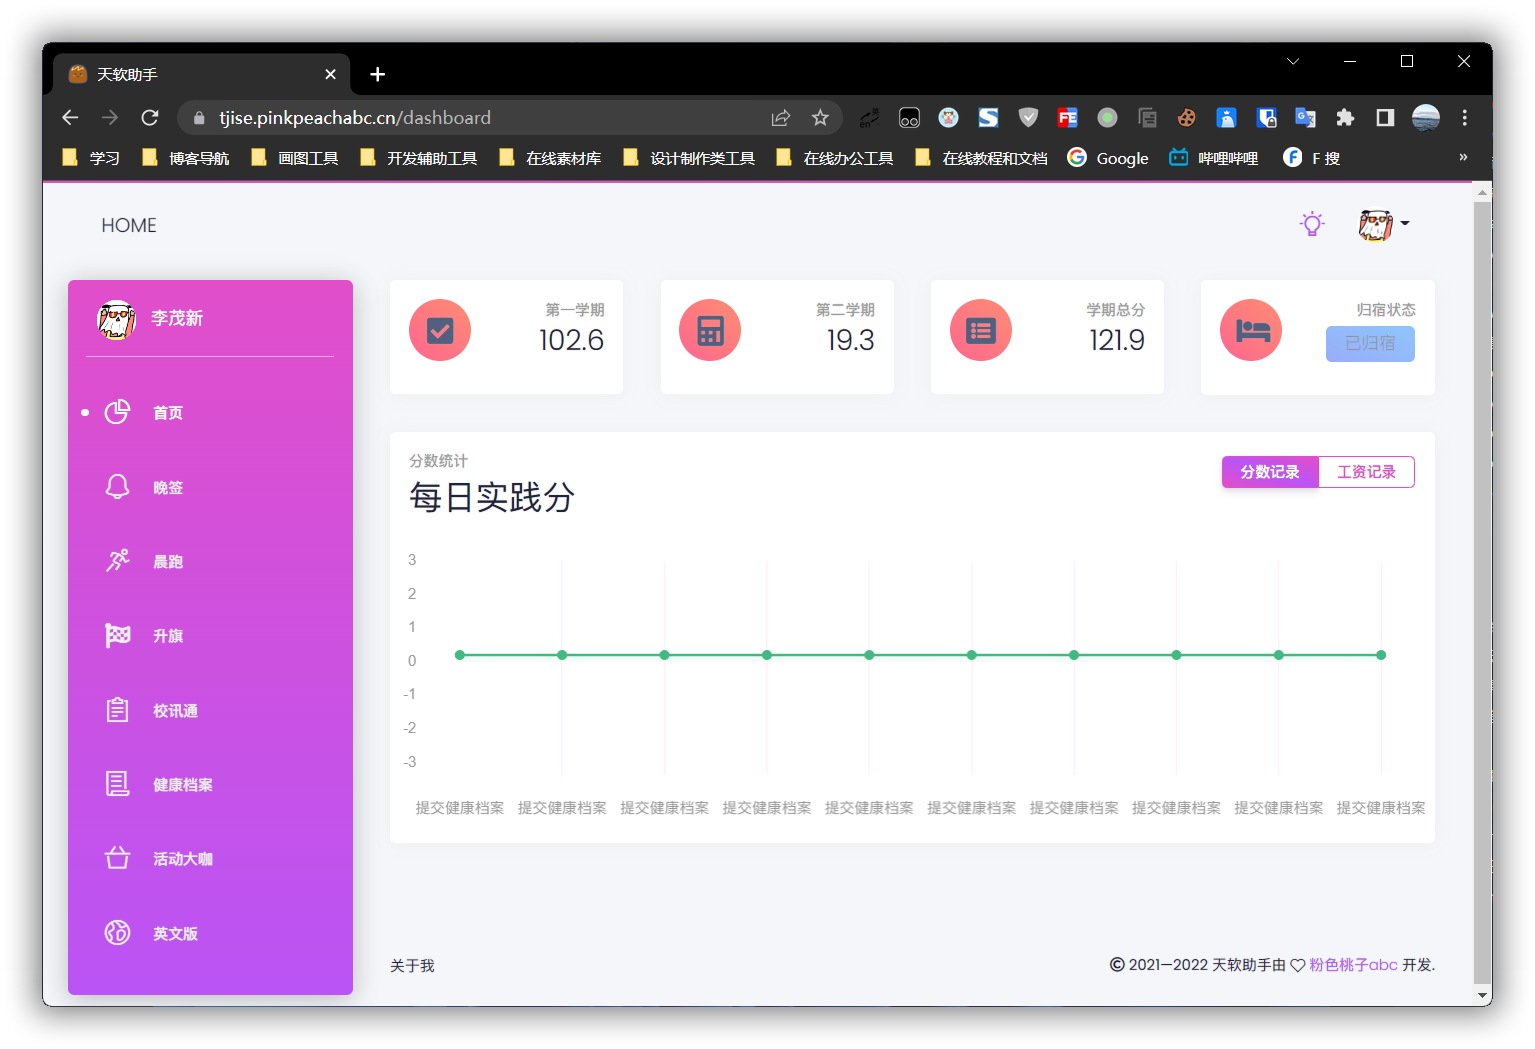 天软助手
tjise.pinkpeachabc.cn/dashboard
学习 博客导航 画图工具 开发辅助工具 在线素材库 设计制作类工具 在线办公工具 在线教程和文档 Google 哔哩哔哩 F 搜
HOME
李茂新
首页
晚签
晨跑
升旗
校讯通
健康档案
活动大咖
英文版
第一学期
102.6
第二学期
19.3
学期总分
121.9
归宿状态
已归宿
分数统计
每日实践分
分数记录 工资记录
3
2
1
0
-1
-2
-3
提交健康档案 提交健康档案 提交健康档案 提交健康档案 提交健康档案 提交健康档案 提交健康档案 提交健康档案 提交健康档案 提交健康档案
关于我
© 2021—2022 天软助手由 ♡ 粉色桃子abc 开发.